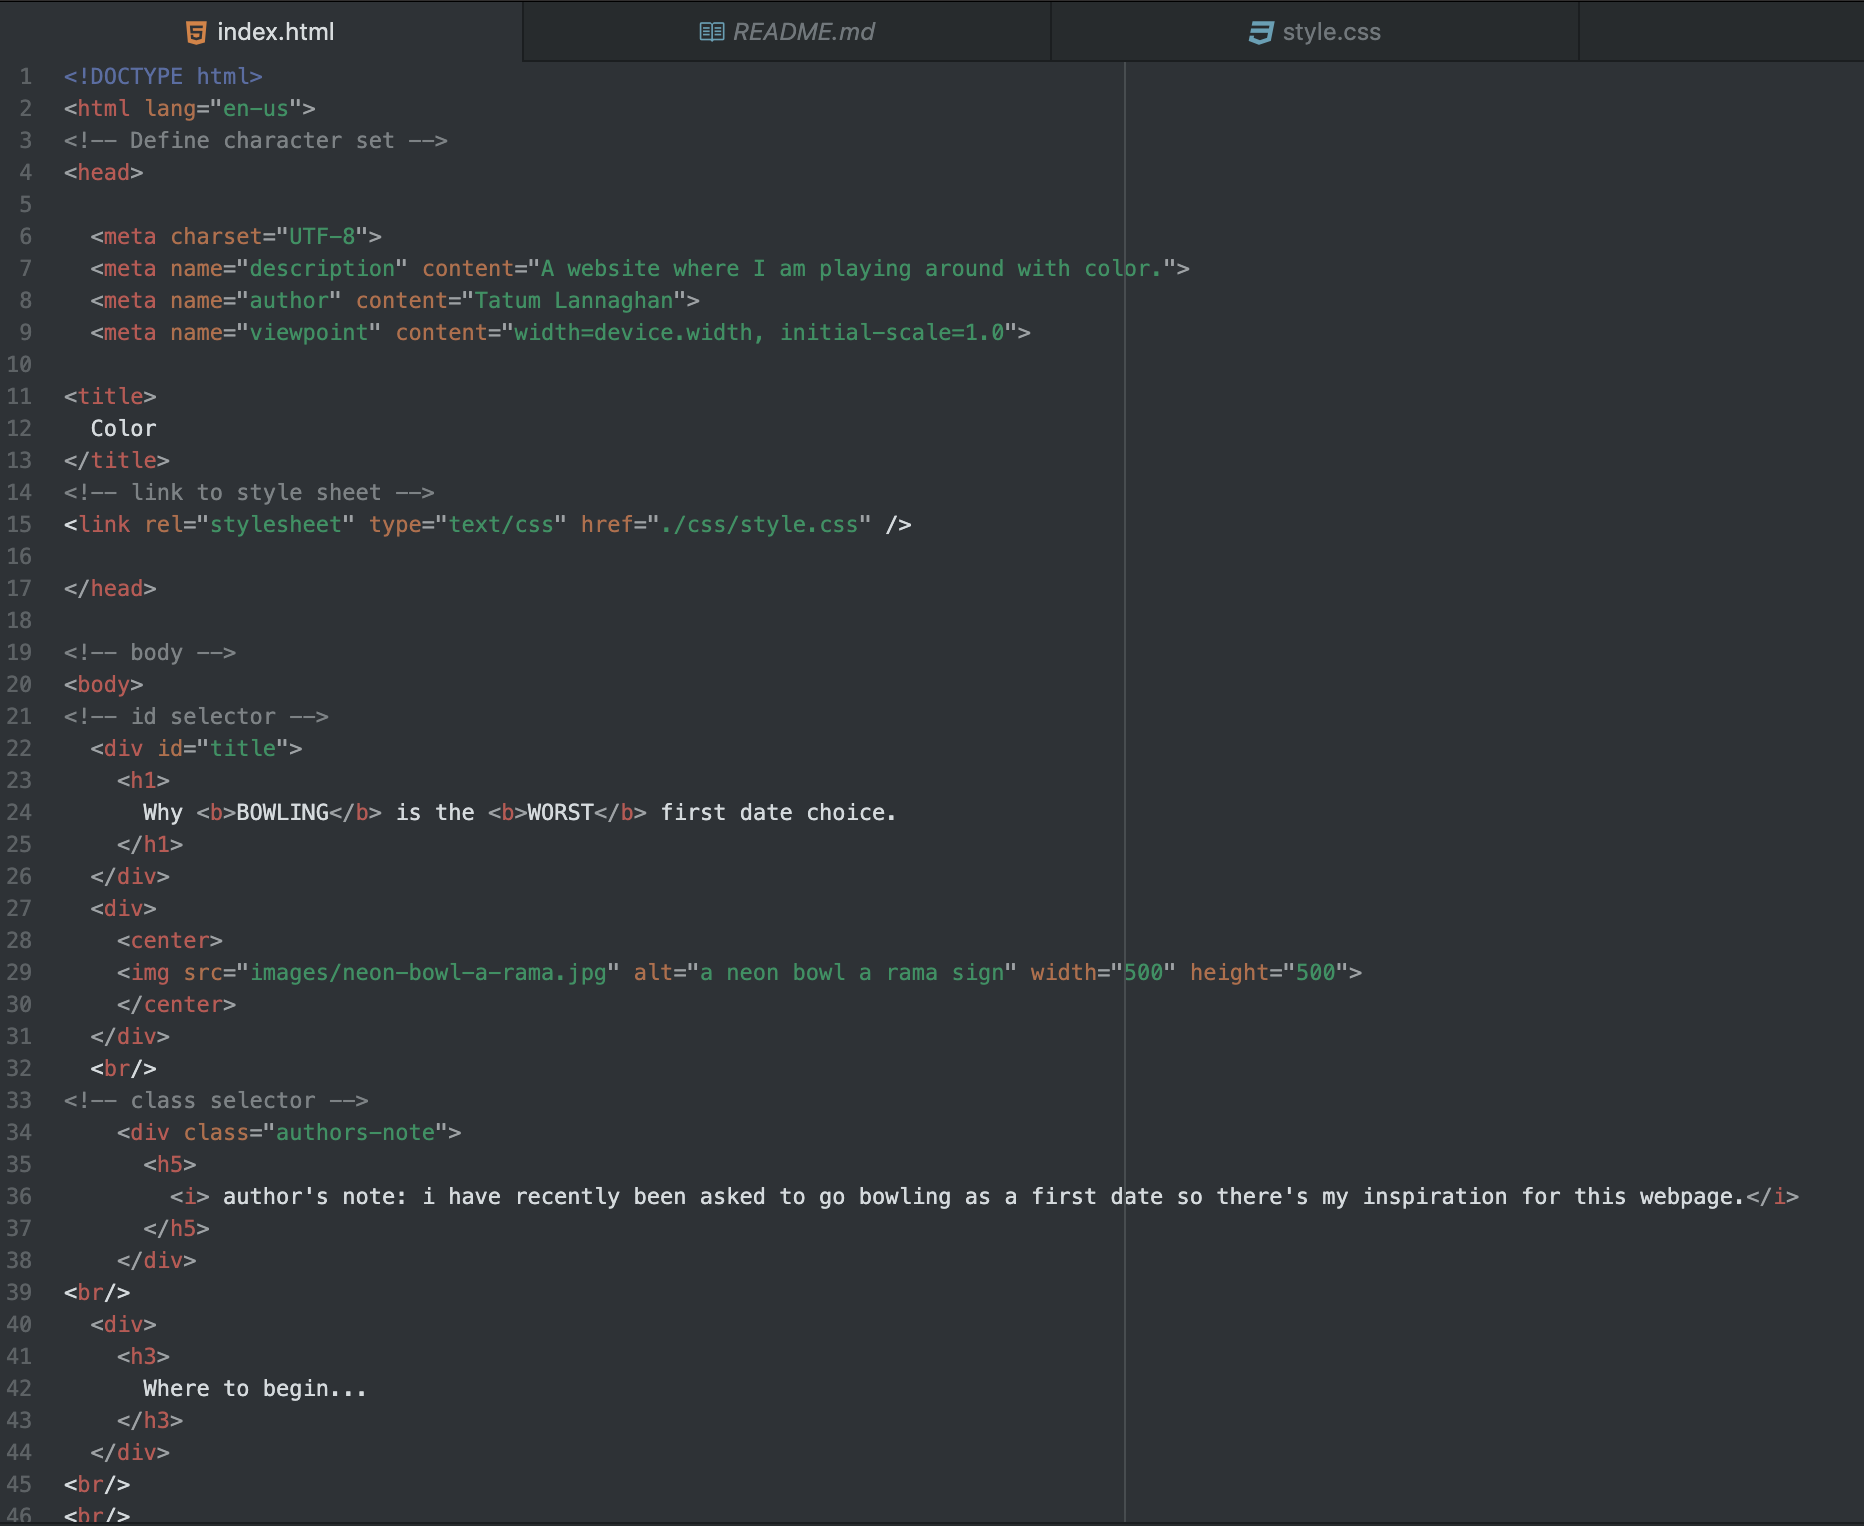 index.html
README.md
style.css
1 <!DOCTYPE html>
2 <html lang="en-us">
3 <!-- Define character set -->
4 <head>
5
6   <meta charset="UTF-8">
7   <meta name="description" content="A website where I am playing around with color.">
8   <meta name="author" content="Tatum Lannaghan">
9   <meta name="viewpoint" content="width=device.width, initial-scale=1.0">
10
11 <title>
12   Color
13 </title>
14 <!-- link to style sheet -->
15 <link rel="stylesheet" type="text/css" href="./css/style.css" />
16
17 </head>
18
19 <!-- body -->
20 <body>
21 <!-- id selector -->
22   <div id="title">
23     <h1>
24       Why <b>BOWLING</b> is the <b>WORST</b> first date choice.
25     </h1>
26   </div>
27   <div>
28     <center>
29     <img src="images/neon-bowl-a-rama.jpg" alt="a neon bowl a rama sign" width="500" height="500">
30     </center>
31   </div>
32   <br/>
33 <!-- class selector -->
34     <div class="authors-note">
35       <h5>
36         <i> author's note: i have recently been asked to go bowling as a first date so there's my inspiration for this webpage.</i>
37       </h5>
38     </div>
39 <br/>
40   <div>
41     <h3>
42       Where to begin...
43     </h3>
44   </div>
45 <br/>
46 <br/>